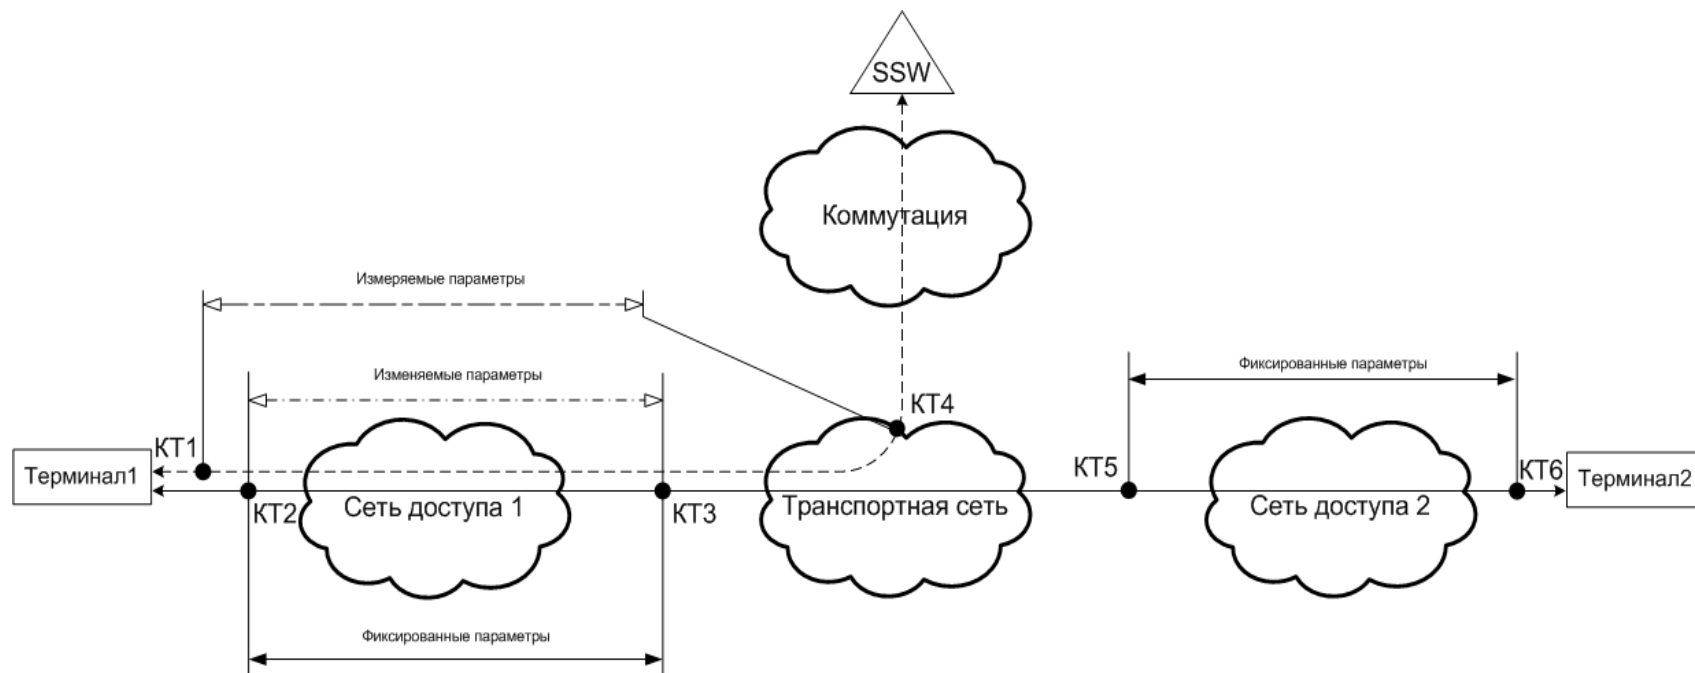 SSW
Коммутация
Измеряемые параметры
Фиксированные параметры
Изменяемые параметры
КТ4
КТ1
Терминал1
КТ2
Сеть доступа 1
КТ3
Транспортная сеть
КТ5
Сеть доступа 2
КТ6
Терминал2
Фиксированные параметры